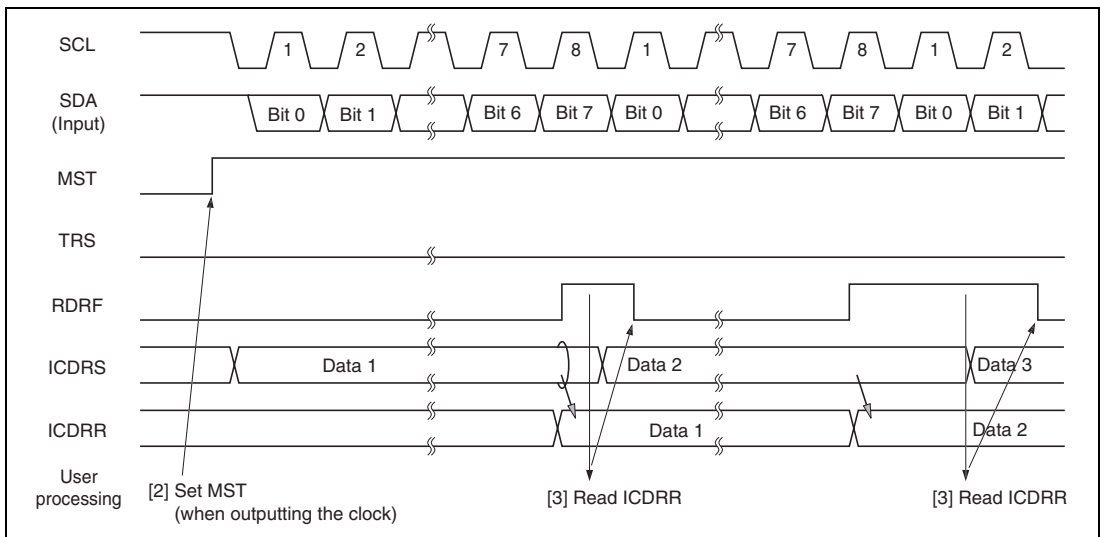 SCL 1 2 7 8 1 7 8 1 2
SDA
(Input)
Bit 0 Bit 1 Bit 6 Bit 7 Bit 0 Bit 6 Bit 7 Bit 0 Bit 1
MST
TRS
RDRF
ICDRS Data 1 Data 2 Data 3
ICDRR Data 1 Data 2
User
processing
[2] Set MST
(when outputting the clock)
[3] Read ICDRR
[3] Read ICDRR